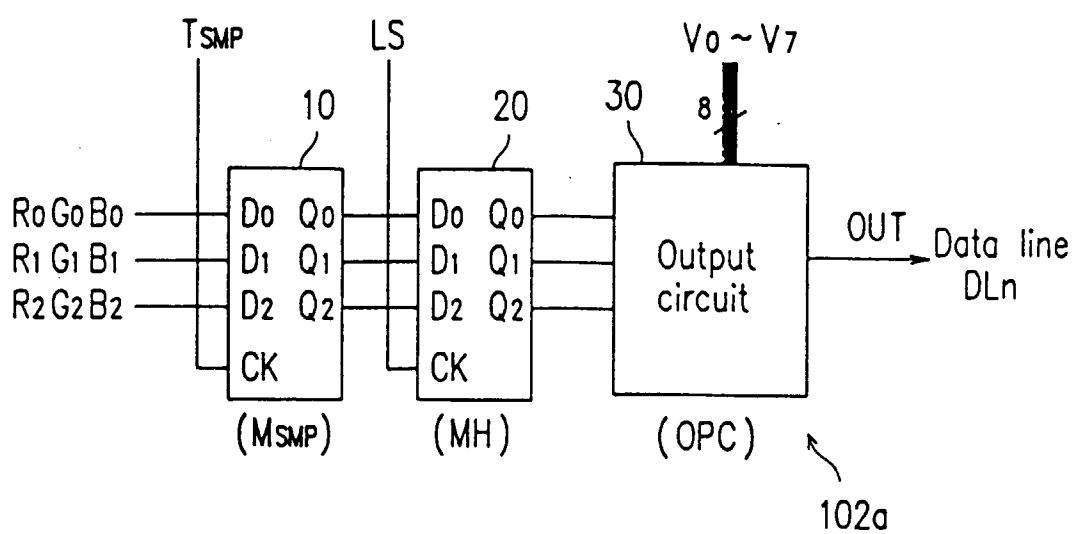 TSMP
LS
V0 ~ V7
8
10
20
30
R0 G0 B0
D0 Q0
D0 Q0
R1 G1 B1
D1 Q1
D1 Q1
R2 G2 B2
D2 Q2
D2 Q2
CK
CK
Output
circuit
OUT
Data line
DLn
(MSMP)
(MH)
(OPC)
102a